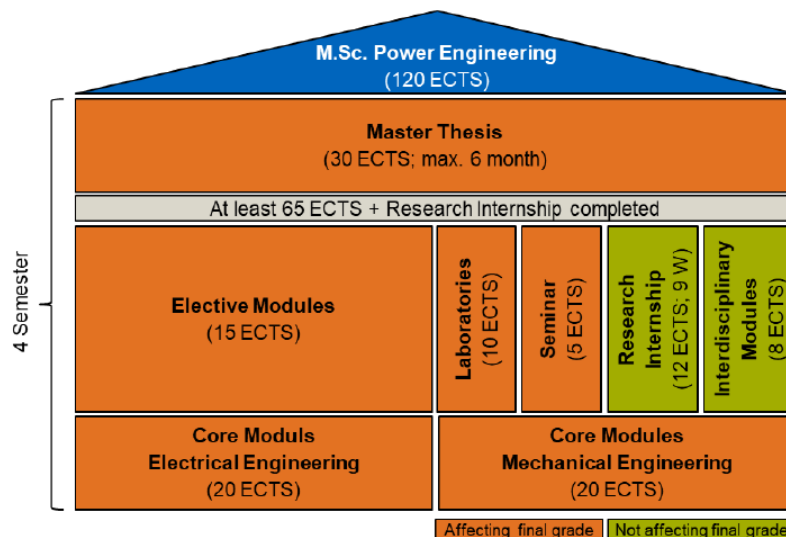 M.Sc. Power Engineering
(120 ECTS)
Master Thesis
(30 ECTS; max. 6 month)
At least 65 ECTS + Research Internship completed
4 Semester
Elective Modules
(15 ECTS)
Laboratories
(10 ECTS)
Seminar
(5 ECTS)
Research
Internship
(12 ECTS; 9 W)
Interdisciplinary
Modules
(8 ECTS)
Core Moduls
Electrical Engineering
(20 ECTS)
Core Modules
Mechanical Engineering
(20 ECTS)
Affecting final grade
Not affecting final grade